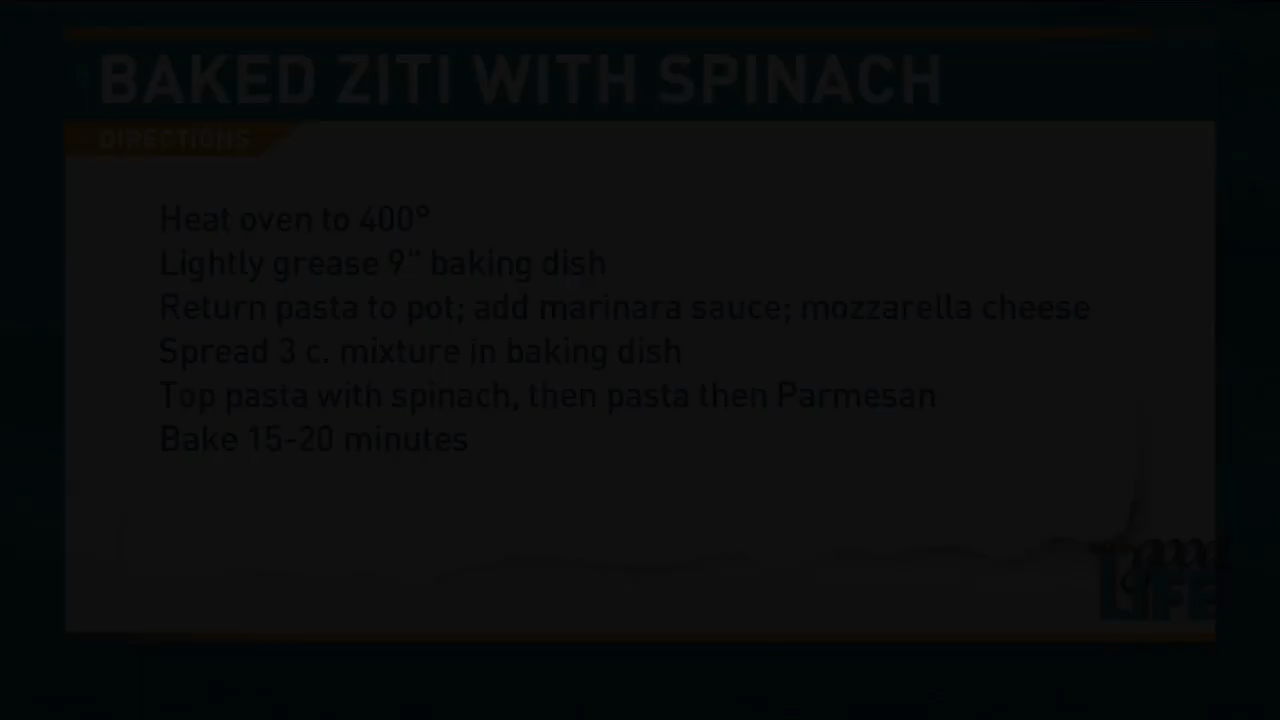 BAKED ZITI WITH SPINACH
DIRECTIONS
Heat oven to 400°
Lightly grease 9" baking dish
Return pasta to pot; add marinara sauce; mozzarella cheese
Spread 3 c. mixture in baking dish
Top pasta with spinach, then pasta then Parmesan
Bake 15-20 minutes
LIFE